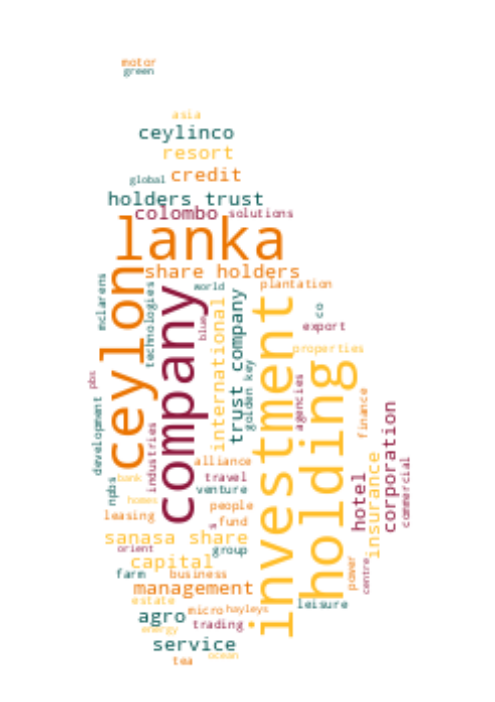 motor
green
asia
ceylinco
resort
global
credit
holders trust
colombo
solutions
lanka
share holders
ceylon
company
investment
holding
mclarens
technologies
world
blue
international
trust company
golden key
plantation
co
export
properties
agencies
finance
pbs
development
industries
npbs
bank
homes
leasing
alliance
travel
venture
people
fund
sanasa share
group
orient
capital
farm
business
management
estate
micro
hayleys
agro
trading
energy
service
tea
ocean
leisure
hotel
insurance
corporation
commercial
power
centre